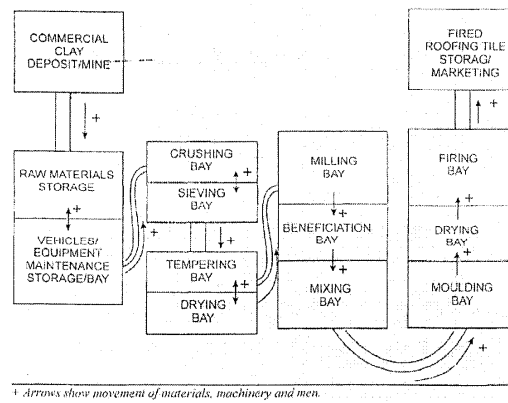 COMMERCIAL
CLAY
DEPOSIT/MINE
+
RAW MATERIALS
STORAGE
+
VEHICLES/
EQUIPMENT
MAINTENANCE
STORAGE/BAY
+
CRUSHING
BAY
+
SIEVING
BAY
+
TEMPERING
BAY
+
DRYING
BAY
+
MILLING
BAY
+
BENEFICIATION
BAY
+
MIXING
BAY
+
MOULDING
BAY
+
DRYING
BAY
+
FIRING
BAY
+
FIRED
ROOFING TILE
STORAG/
MARKETING
+ Arrows show movement of materials, machinery and men.